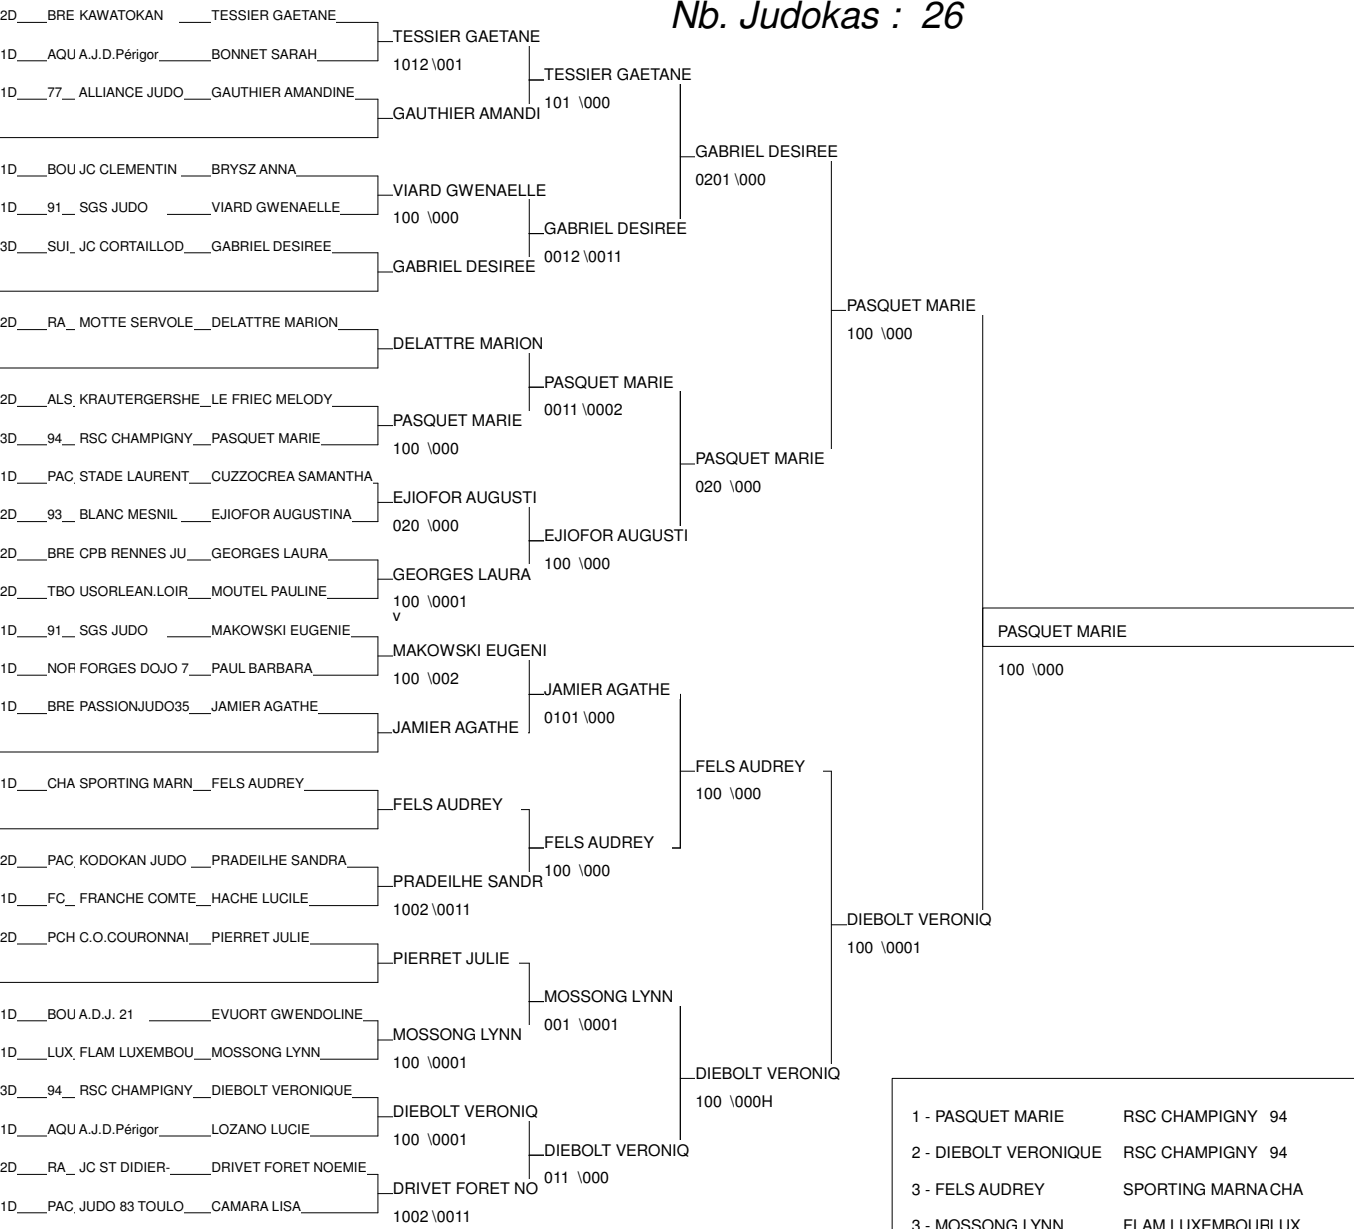 Nb. Judokas : 26
2D BRE KAWATOKAN TESSIER GAETANE
1D AQU A.J.D.Périgor BONNET SARAH
1D 77 ALLIANCE JUDO GAUTHIER AMANDINE
1D BOU JC CLEMENTIN BRYSZ ANNA
1D 91 SGS JUDO VIARD GWENAELLE
3D SUI JC CORTAILLOD GABRIEL DESIREE
2D RA MOTTE SERVOLE DELATTRE MARION
2D ALS KRAUTERGERSHE LE FRIEC MELODY
3D 94 RSC CHAMPIGNY PASQUET MARIE
1D PAC STADE LAURENT CUZZOCREA SAMANTHA
2D 93 BLANC MESNIL EJIOFOR AUGUSTINA
2D BRE CPB RENNES JU GEORGES LAURA
2D TBO USORLEAN.LOIR MOUTEL PAULINE
1D 91 SGS JUDO MAKOWSKI EUGENIE
1D NOR FORGES DOJO 7 PAUL BARBARA
1D BRE PASSIONJUDO35 JAMIER AGATHE
1D CHA SPORTING MARN FELS AUDREY
2D PAC KODOKAN JUDO PRADEILHE SANDRA
1D FC FRANCHE COMTE HACHE LUCILE
2D PCH C.O.COURONNAI PIERRET JULIE
1D BOU A.D.J. 21 EVUORT GWENDOLINE
1D LUX FLAM LUXEMBOU MOSSONG LYNN
3D 94 RSC CHAMPIGNY DIEBOLT VERONIQUE
1D AQU A.J.D.Périgor LOZANO LUCIE
2D RA JC ST DIDIER- DRIVET FORET NOEMIE
1D PAC JUDO 83 TOULO CAMARA LISA
TESSIER GAETANE
1012 \001
GAUTHIER AMANDI
VIARD GWENAELLE
100 \000
GABRIEL DESIREE
DELATTRE MARION
PASQUET MARIE
100 \000
EJIOFOR AUGUSTI
020 \000
GEORGES LAURA
100 \0001
v
MAKOWSKI EUGENI
100 \002
JAMIER AGATHE
FELS AUDREY
PRADEILHE SANDR
1002 \0011
PIERRET JULIE
MOSSONG LYNN
100 \0001
DIEBOLT VERONIQ
100 \0001
DRIVET FORET NO
1002 \0011
TESSIER GAETANE
101 \000
GABRIEL DESIREE
0012 \0011
PASQUET MARIE
0011 \0002
EJIOFOR AUGUSTI
100 \000
JAMIER AGATHE
0101 \000
FELS AUDREY
100 \000
MOSSONG LYNN
001 \0001
DIEBOLT VERONIQ
011 \000
GABRIEL DESIREE
0201 \000
PASQUET MARIE
020 \000
FELS AUDREY
100 \000
DIEBOLT VERONIQ
100 \000H
PASQUET MARIE
100 \000
DIEBOLT VERONIQ
100 \0001
PASQUET MARIE
100 \000
1 - PASQUET MARIE RSC CHAMPIGNY 94
2 - DIEBOLT VERONIQUE RSC CHAMPIGNY 94
3 - FELS AUDREY SPORTING MARNA CHA
3 - MOSSONG LYNN FLAM LUXEMBOURI LUX